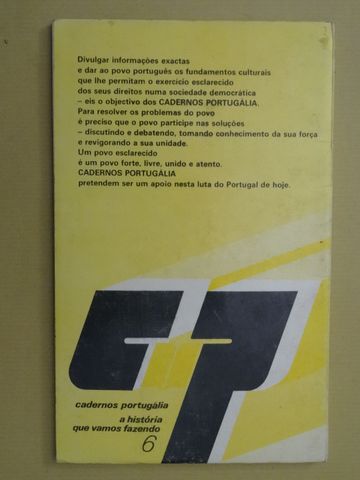 Divulgar informações exactas
e dar ao povo português os fundamentos culturais
que lhe permitam o exercício esclarecido
dos seus direitos numa sociedade democrática
– eis o objectivo dos CADERNOS PORTUGÁLIA.
Para resolver os problemas do povo
é preciso que o povo participe nas soluções
– discutindo e debatendo, tomando conhecimento da sua força
e revigorando a sua unidade.
Um povo esclarecido
é um povo forte, livre, unido e atento.
CADERNOS PORTUGÁLIA
pretendem ser um apoio nesta luta do Portugal de hoje.
CP
cadernos portugália
a história
que vamos fazendo
6